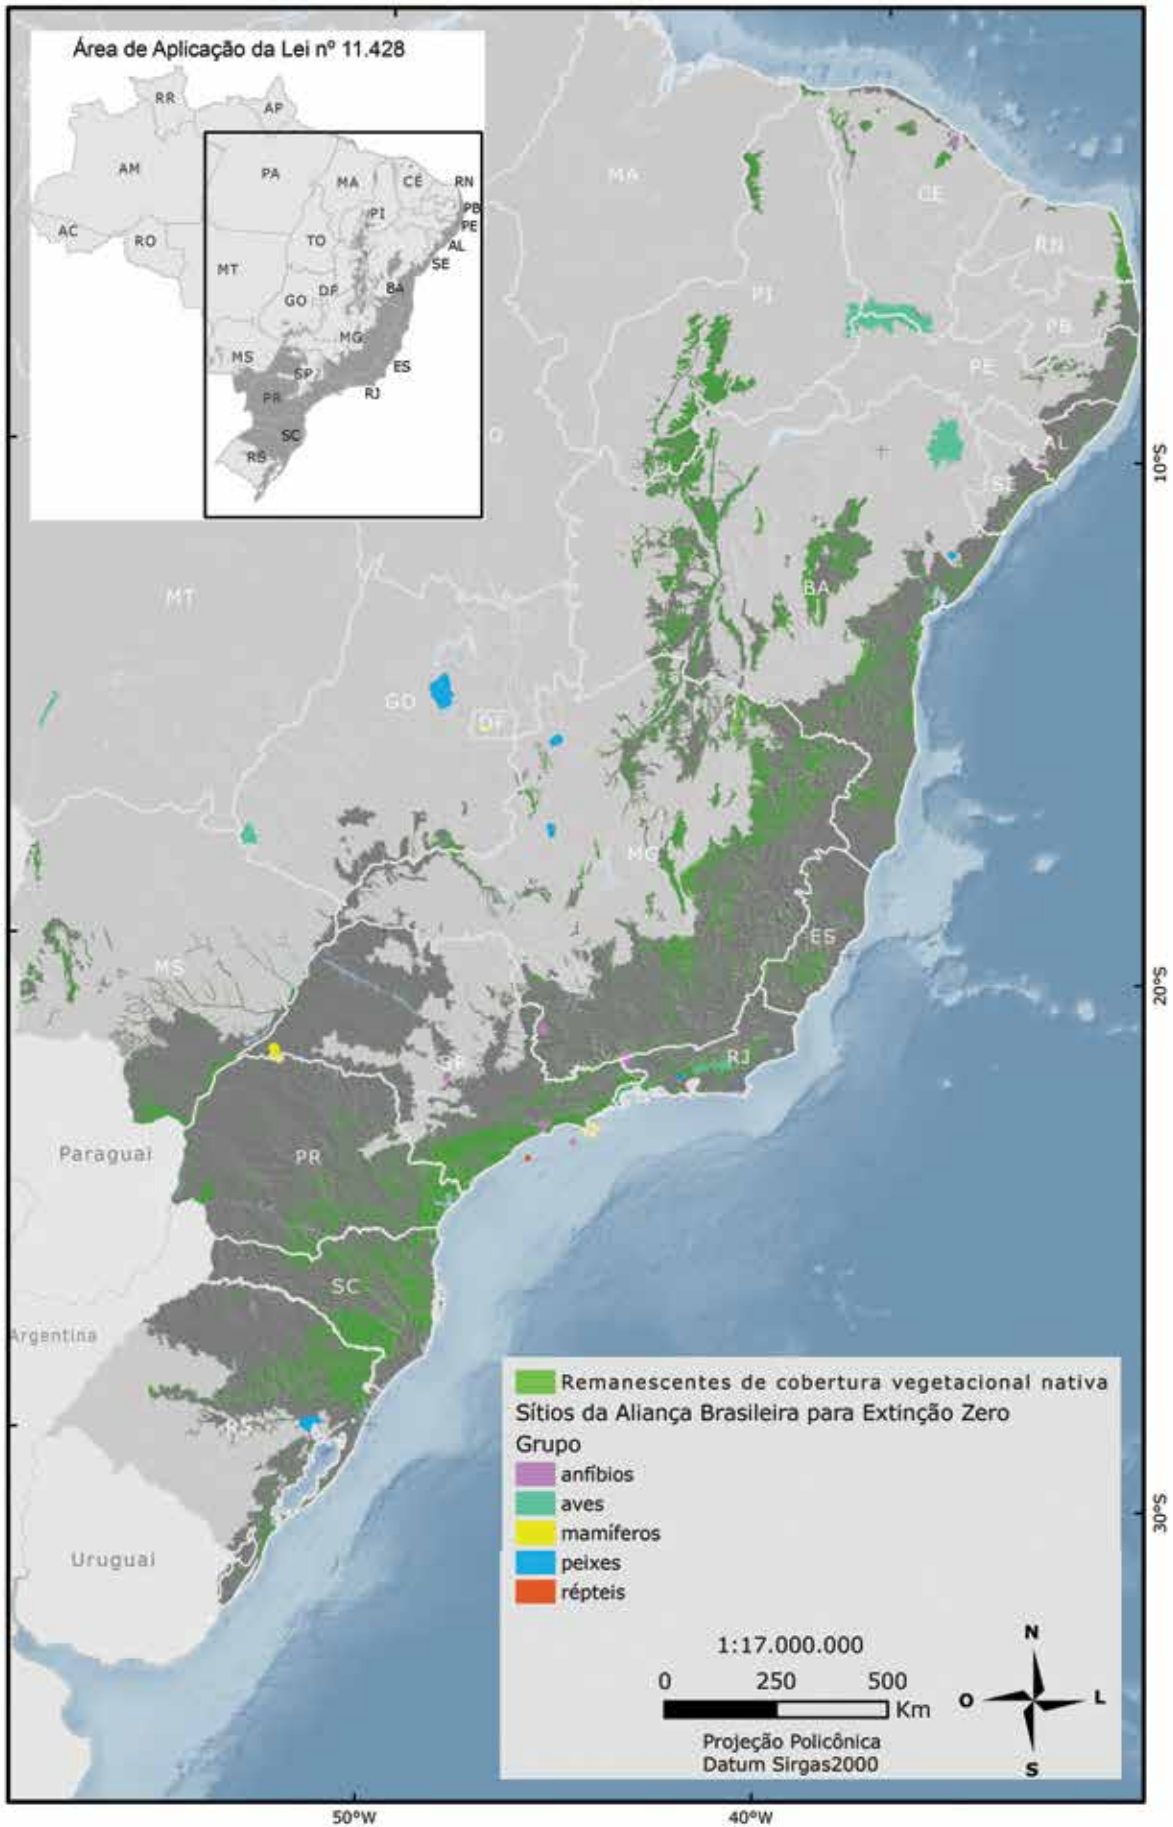 Área de Aplicação da Lei nº 11.428
RR
AP
AM
PA
MA
CE
RN
PB
PI
PE
AC
RO
TO
AL
SE
MT
BA
GO
DF
MG
MS
ES
SP
RJ
PR
SC
RS
MA
CE
RN
PI
PB
PE
O
AL
SE
10°S
BA
MT
GO
DF
MG
ES
MS
20°S
SP
RJ
Paraguai
PR
SC
Argentina
RS
Uruguai
30°S
Remanescentes de cobertura vegetacional nativa
Sítios da Aliança Brasileira para Extinção Zero
Grupo
anfíbios
aves
mamíferos
peixes
répteis
1:17.000.000
0 250 500
Km
Projeção Policônica
Datum Sirgas2000
N
O L
S
50°W 40°W